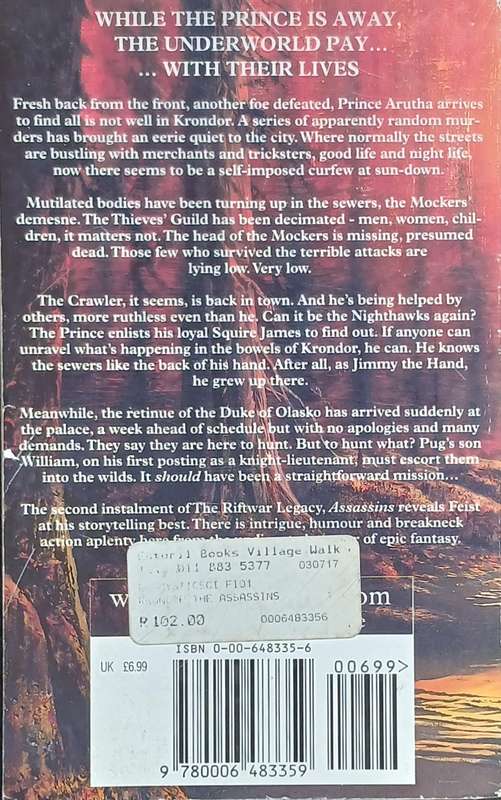 WHILE THE PRINCE IS AWAY,
THE UNDERWORLD PAY...
... WITH THEIR LIVES
Fresh back from the front, another foe defeated, Prince Arutha arrives
to find all is not well in Krondor. A series of apparently random mur-
ders has brought an eerie quiet to the city. Where normally the streets
are bustling with merchants and tricksters, good life and night life,
now there seems to be a self-imposed curfew at sun-down.
Mutilated bodies have been turning up in the sewers, the Mockers'
demesne. The Thieves' Guild has been decimated - men, women, chil-
dren, it matters not. The head of the Mockers is missing, presumed
dead. Those few who survived the terrible attacks are
lying low. Very low.
The Crawler, it seems, is back in town. And he's being helped by
others, more ruthless even than he. Can it be the Nighthawks again?
The Prince enlists his loyal Squire James to find out. If anyone can
unravel what's happening in the bowels of Krondor, he can. He knows
the sewers like the back of his hand. After all, as Jimmy the Hand,
he grew up there.
Meanwhile, the retinue of the Duke of Olasko has arrived suddenly at
the palace, a week ahead of schedule but with no apologies and many
demands. They say they are here to hunt. But to hunt what? Pug's son
William, on his first posting as a knight-lieutenant, must escort them
into the wilds. It should have been a straightforward mission...
The second instalment of The Riftwar Legacy, Assassins reveals Feist
at his storytelling best. There is intrigue, humour and breakneck
action aplenty here from the of epic fantasy.
Books Village Walk
011 883 5377 030717
F101
THE ASSASSINS
R 102.00 0006483356
UK £6.99
ISBN 0-00-648335-6
00699>
9 780006 483359